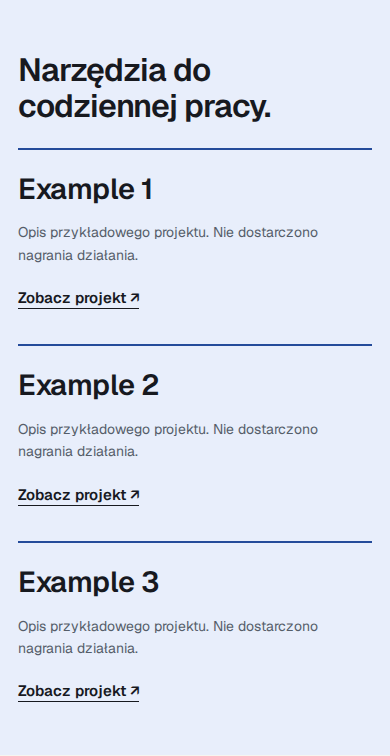 Narzędzia do
codziennej pracy.
Example 1
Opis przykładowego projektu. Nie dostarczono
nagrania działania.
Zobacz projekt ↗
Example 2
Opis przykładowego projektu. Nie dostarczono
nagrania działania.
Zobacz projekt ↗
Example 3
Opis przykładowego projektu. Nie dostarczono
nagrania działania.
Zobacz projekt ↗